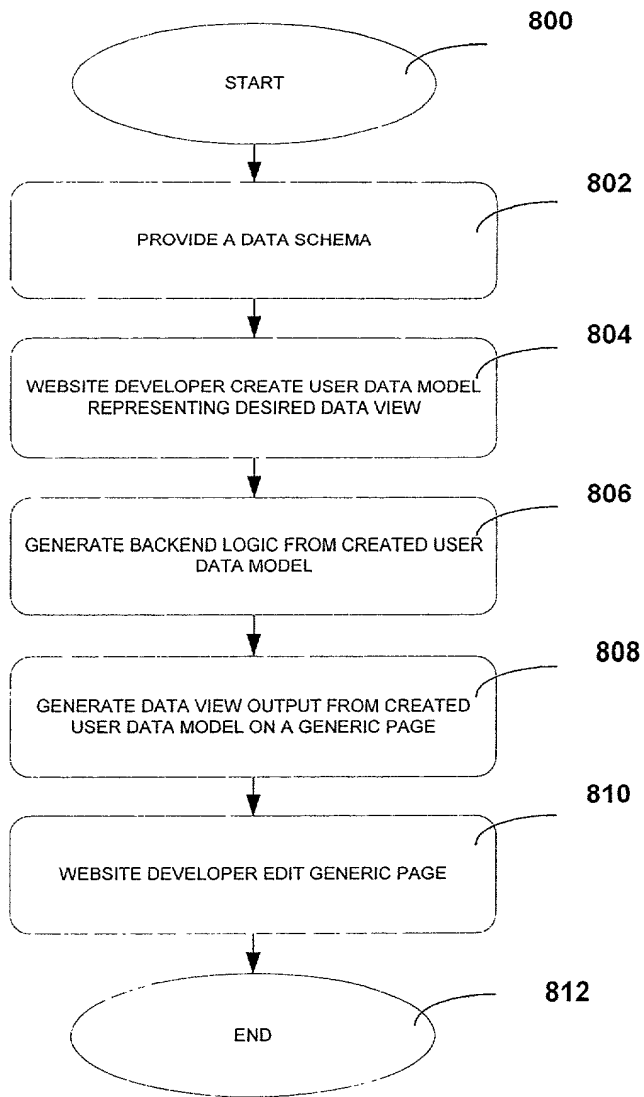 800
START
802
PROVIDE A DATA SCHEMA
804
WEBSITE DEVELOPER CREATE USER DATA MODEL
REPRESENTING DESIRED DATA VIEW
806
GENERATE BACKEND LOGIC FROM CREATED USER
DATA MODEL
808
GENERATE DATA VIEW OUTPUT FROM CREATED
USER DATA MODEL ON A GENERIC PAGE
810
WEBSITE DEVELOPER EDIT GENERIC PAGE
812
END